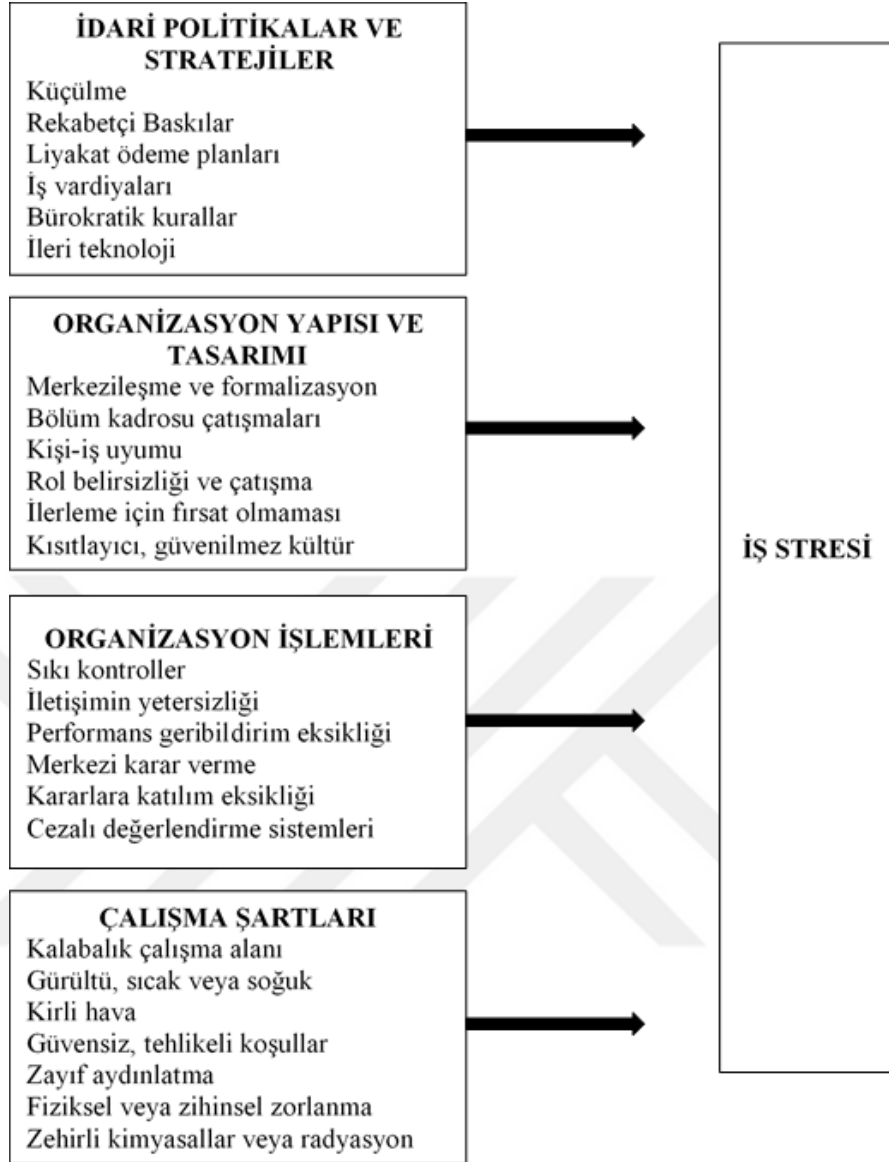 İDARİ POLİTİKALAR VE
STRATEJİLER
Küçülme
Rekabetçi Baskılar
Liyakat ödeme planları
İş vardiyaları
Bürokratik kurallar
İleri teknoloji
ORGANİZASYON YAPISI VE
TASARIMI
Merkezileşme ve formalizasyon
Bölüm kadrosu çatışmaları
Kişi-iş uyumu
Rol belirsizliği ve çatışma
İlerleme için fırsat olmaması
Kısıtlayıcı, güvenilmez kültür
ORGANİZASYON İŞLEMLERİ
Sıkı kontroller
İletişimin yetersizliği
Performans geribildirim eksikliği
Merkezi karar verme
Kararlara katılım eksikliği
Cezalı değerlendirme sistemleri
ÇALIŞMA ŞARTLARI
Kalabalık çalışma alanı
Gürültü, sıcak veya soğuk
Kirli hava
Güvensiz, tehlikeli koşullar
Zayıf aydınlatma
Fiziksel veya zihinsel zorlanma
Zehirli kimyasallar veya radyasyon
İŞ STRESİ